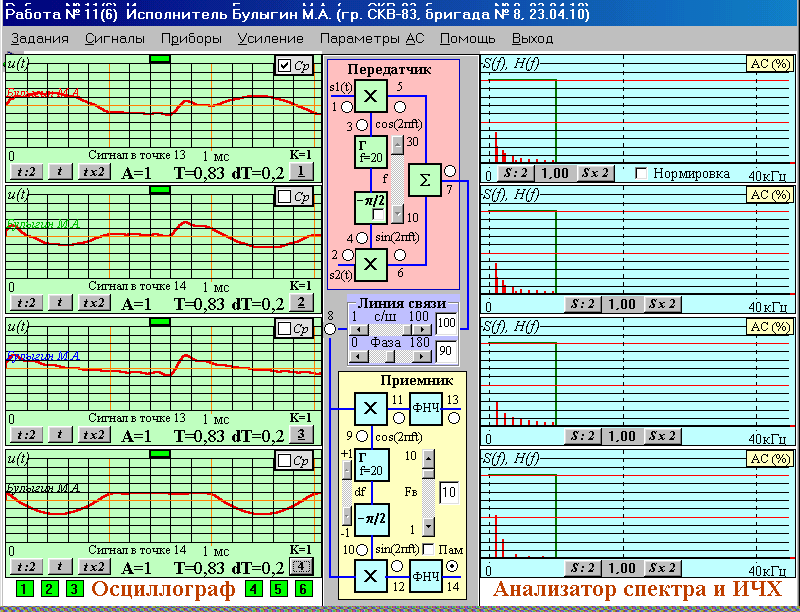 Работа № 11(6) Исполнитель Булыгин М.А. (гр. СКВ-83, бригада № 8, 23.04.10)
Задания Сигналы Приборы Усиление Параметры АС Помощь Выход
u(t)
Ср
Булыгин М.А.
0 Сигнал в точке 13 1 мс K=1
t:2 t tx2 A=1 T=0,83 dT=0,2 1
u(t)
Ср
Булыгин М.А.
0 Сигнал в точке 14 1 мс K=1
t:2 t tx2 A=1 T=0,83 dT=0,2 2
u(t)
Ср
Булыгин М.А.
0 Сигнал в точке 13 1 мс K=1
t:2 t tx2 A=1 T=0,83 dT=0,2 3
u(t)
Ср
Булыгин М.А.
0 Сигнал в точке 14 1 мс K=1
t:2 t tx2 A=1 T=0,83 dT=0,2 4
1 2 3 Осциллограф 4 5 6
Передатчик
s1(t) X 5
1
3 cos(2πft)
Г f=20 30
f Σ
7
-π/2 10
4 sin(2πft)
2 X
s2(t) 6
Линия связи
8 1 с/ш 100 100
0 Фаза 180 90
Приемник
X 11 ФНЧ 13
9 cos(2πft)
+1 Г f=20 10
df Fв 10
-π/2
-1 1
10 sin(2πft) Пам
X 12 ФНЧ 14
S(f), H(f) АС (%)
0 S:2 1,00 Sx2 Нормировка 40кГц
S(f), H(f) АС (%)
0 S:2 1,00 Sx2 40кГц
S(f), H(f) АС (%)
0 S:2 1,00 Sx2 40кГц
S(f), H(f) АС (%)
0 S:2 1,00 Sx2 40кГц
Анализатор спектра и ИЧХ